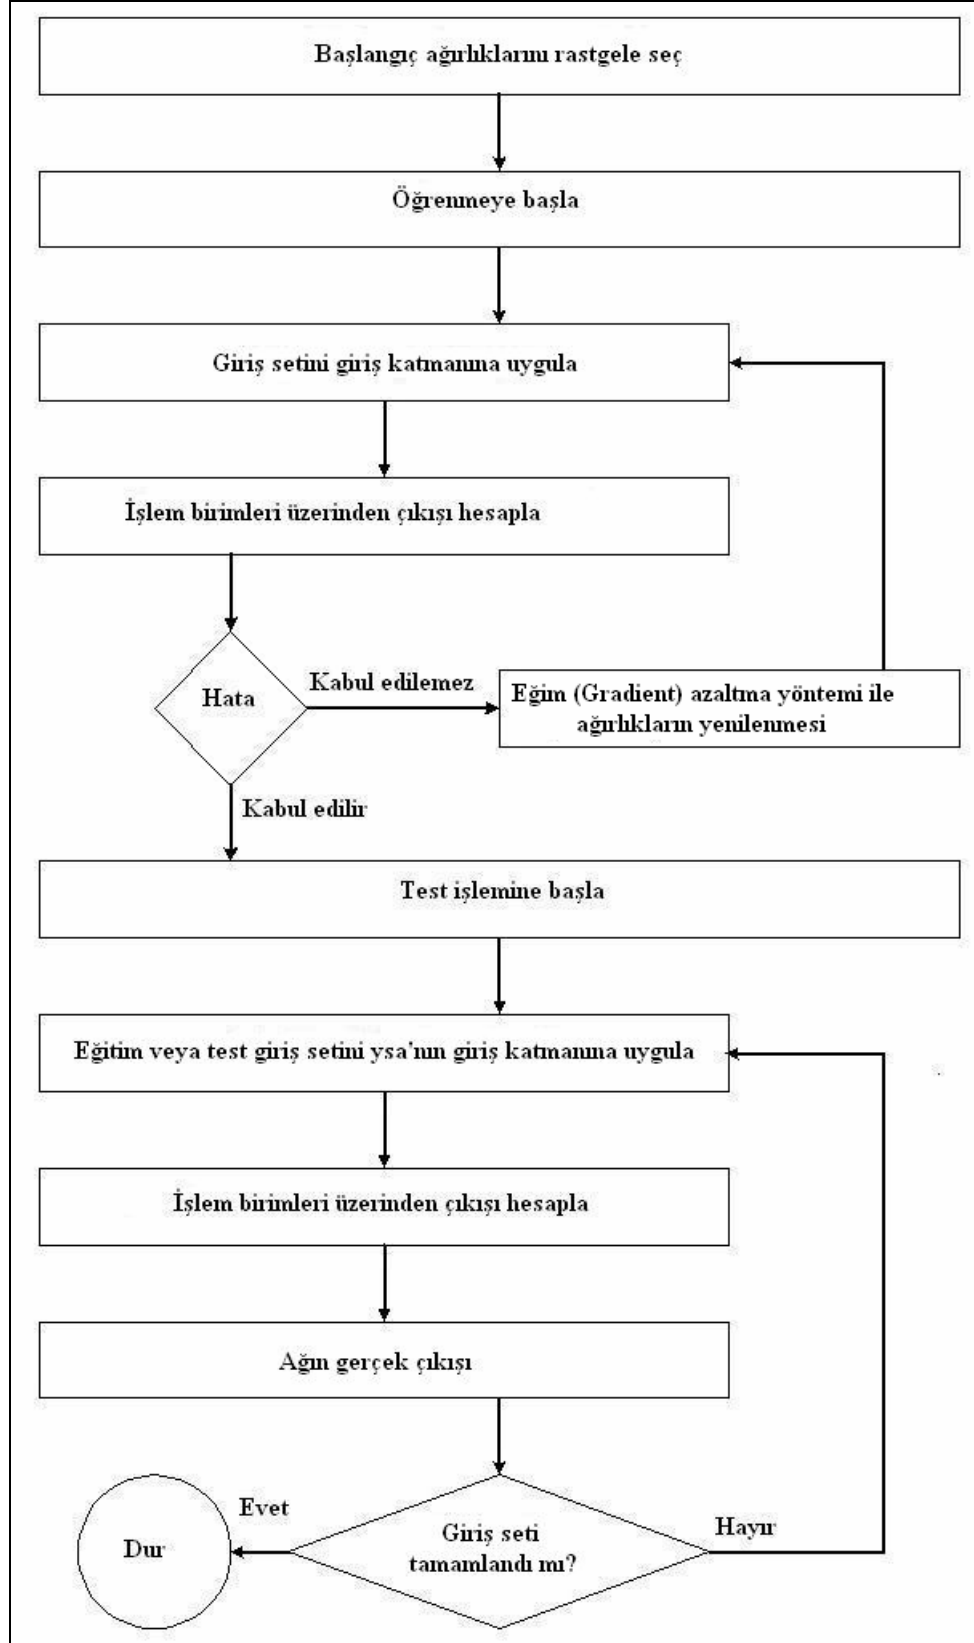 Başlangıç ağırlıklarını rastgele seç
Öğrenmeye başla
Giriş setini giriş katmanına uygula
İşlem birimleri üzerinden çıkışı hesapla
Hata
Kabul edilemez
Eğim (Gradient) azaltma yöntemi ile
ağırlıkların yenilenmesi
Kabul edilir
Test işlemine başla
Eğitim veya test giriş setini ysa'nın giriş katmanına uygula
İşlem birimleri üzerinden çıkışı hesapla
Ağın gerçek çıkışı
Giriş seti
tamamlandı mı?
Evet
Hayır
Dur